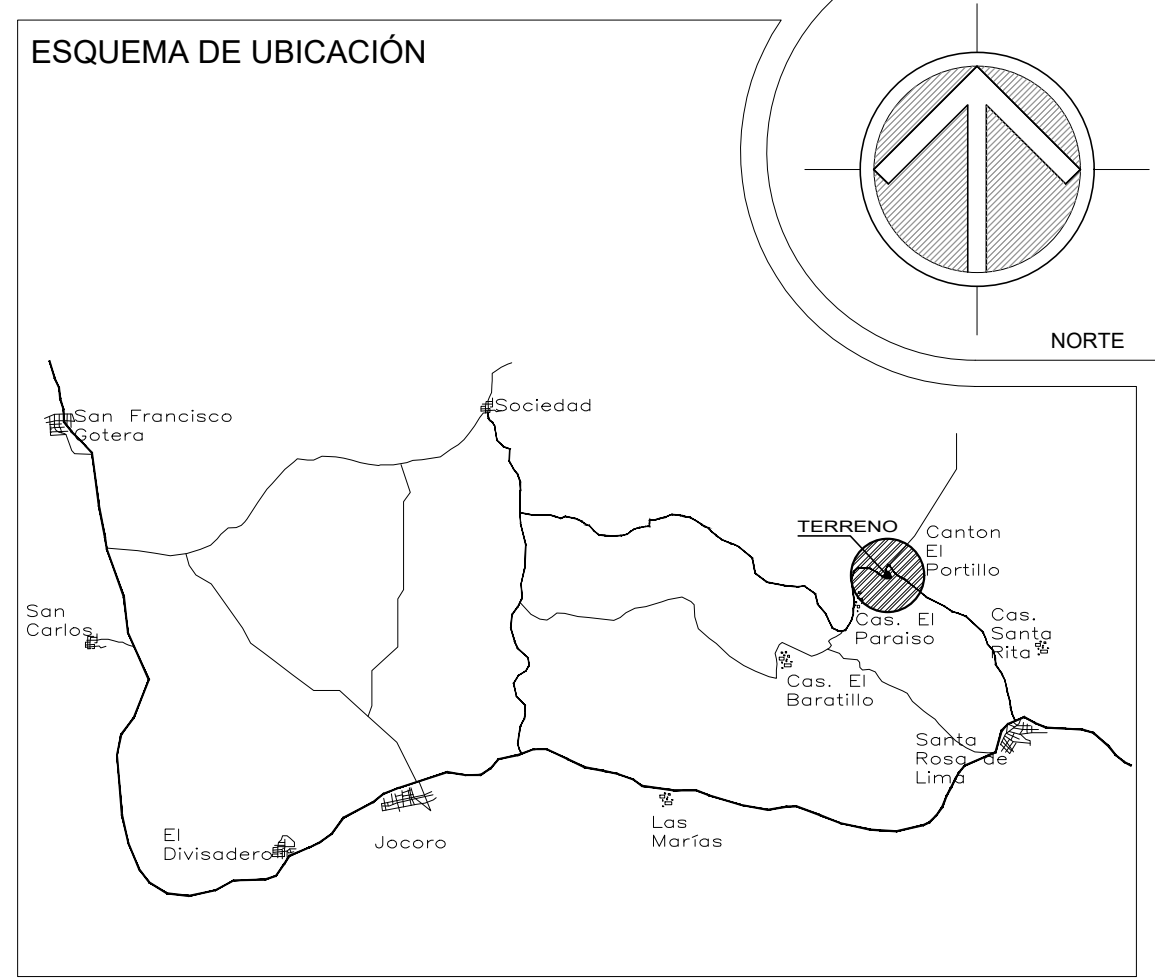 ESQUEMA DE UBICACIÓN
NORTE
San Francisco
Gotera
Sociedad
TERRENO
Canton
El
Portillo
San
Carlos
Cas. El
Paraiso
Cas.
Santa
Rita
Cas. El
Baratillo
Santa
Rosa de
Lima
El
Divisadero
Jocoro
Las
Marías